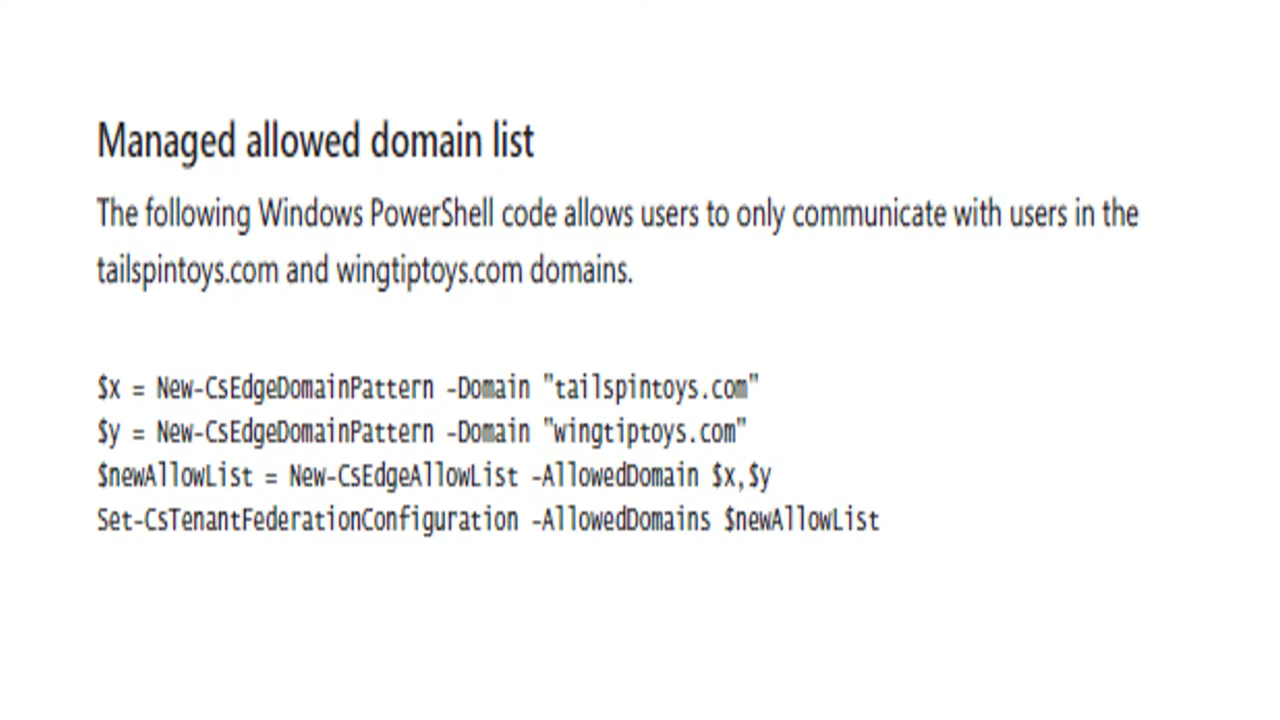 Managed allowed domain list
The following Windows PowerShell code allows users to only communicate with users in the
tailspintoys.com and wingtiptoys.com domains.
$x = New-CsEdgeDomainPattern -Domain "tailspintoys.com"
$y = New-CsEdgeDomainPattern -Domain "wingtiptoys.com"
$newAllowList = New-CsEdgeAllowList -AllowedDomain $x,$y
Set-CsTenantFederationConfiguration -AllowedDomains $newAllowList